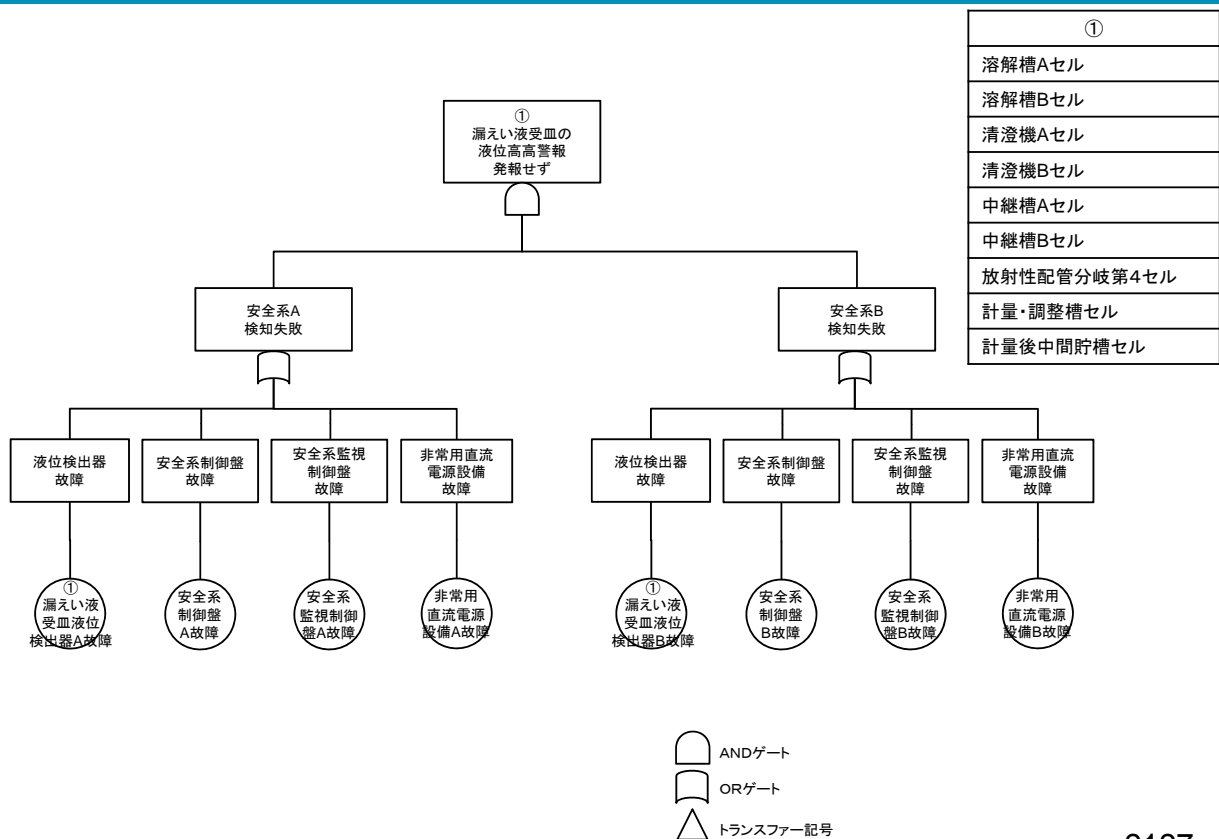 ①
溶解槽Aセル
溶解槽Bセル
清澄機Aセル
清澄機Bセル
中継槽Aセル
中継槽Bセル
放射性配管分岐第4セル
計量・調整槽セル
計量後中間貯槽セル
①
漏えい液受皿の
液位高高警報
発報せず
安全系A
検知失敗
安全系B
検知失敗
液位検出器
故障
安全系制御盤
故障
安全系監視
制御盤
故障
非常用直流
電源設備
故障
液位検出器
故障
安全系制御盤
故障
安全系監視
制御盤
故障
非常用直流
電源設備
故障
①
漏えい液
受皿液位
検出器A故障
安全系
制御盤
A故障
安全系
監視制御
盤A故障
非常用
直流電源
設備A故障
①
漏えい液
受皿液位
検出器B故障
安全系
制御盤
B故障
安全系
監視制御
盤B故障
非常用
直流電源
設備B故障
ANDゲート
ORゲート
トランスファー記号